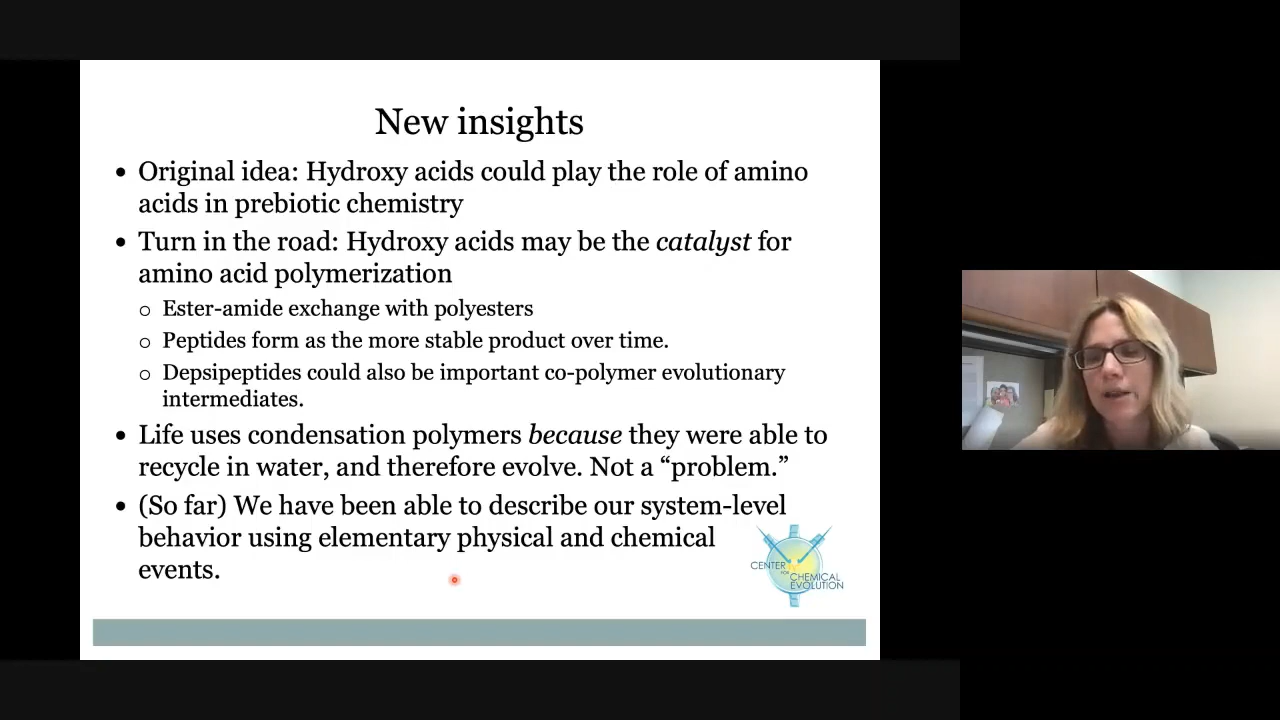 New insights
• Original idea: Hydroxy acids could play the role of amino
acids in prebiotic chemistry
• Turn in the road: Hydroxy acids may be the catalyst for
amino acid polymerization
o Ester-amide exchange with polyesters
o Peptides form as the more stable product over time.
o Depsipeptides could also be important co-polymer evolutionary
intermediates.
• Life uses condensation polymers because they were able to
recycle in water, and therefore evolve. Not a “problem.”
• (So far) We have been able to describe our system-level
behavior using elementary physical and chemical
events.
CENTER
FOR
CHEMICAL
EVOLUTION